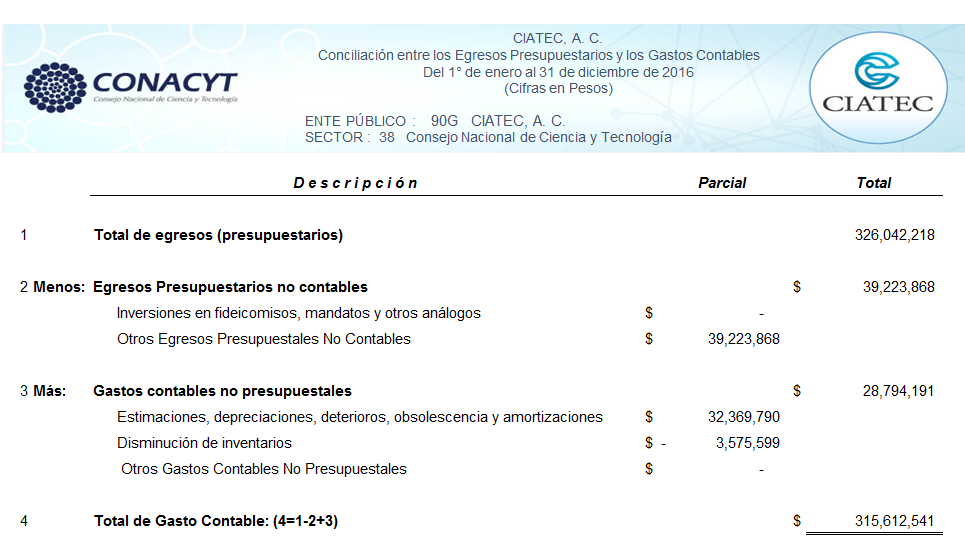 CIATEC, A. C.
Conciliación entre los Egresos Presupuestarios y los Gastos Contables
Del 1° de enero al 31 de diciembre de 2016
(Cifras en Pesos)
CONACYT
Consejo Nacional de Ciencia y Tecnología
CIATEC
ENTE PÚBLICO : 90G CIATEC, A. C.
SECTOR : 38 Consejo Nacional de Ciencia y Tecnología
Descripción Parcial Total
1 Total de egresos (presupuestarios) 326,042,218
2 Menos: Egresos Presupuestarios no contables $ 39,223,868
Inversiones en fideicomisos, mandatos y otros análogos $ -
Otros Egresos Presupuestales No Contables $ 39,223,868
3 Más: Gastos contables no presupuestales $ 28,794,191
Estimaciones, depreciaciones, deterioros, obsolescencia y amortizaciones $ 32,369,790
Disminución de inventarios $ - 3,575,599
Otros Gastos Contables No Presupuestales $ -
4 Total de Gasto Contable: (4=1-2+3) $ 315,612,541